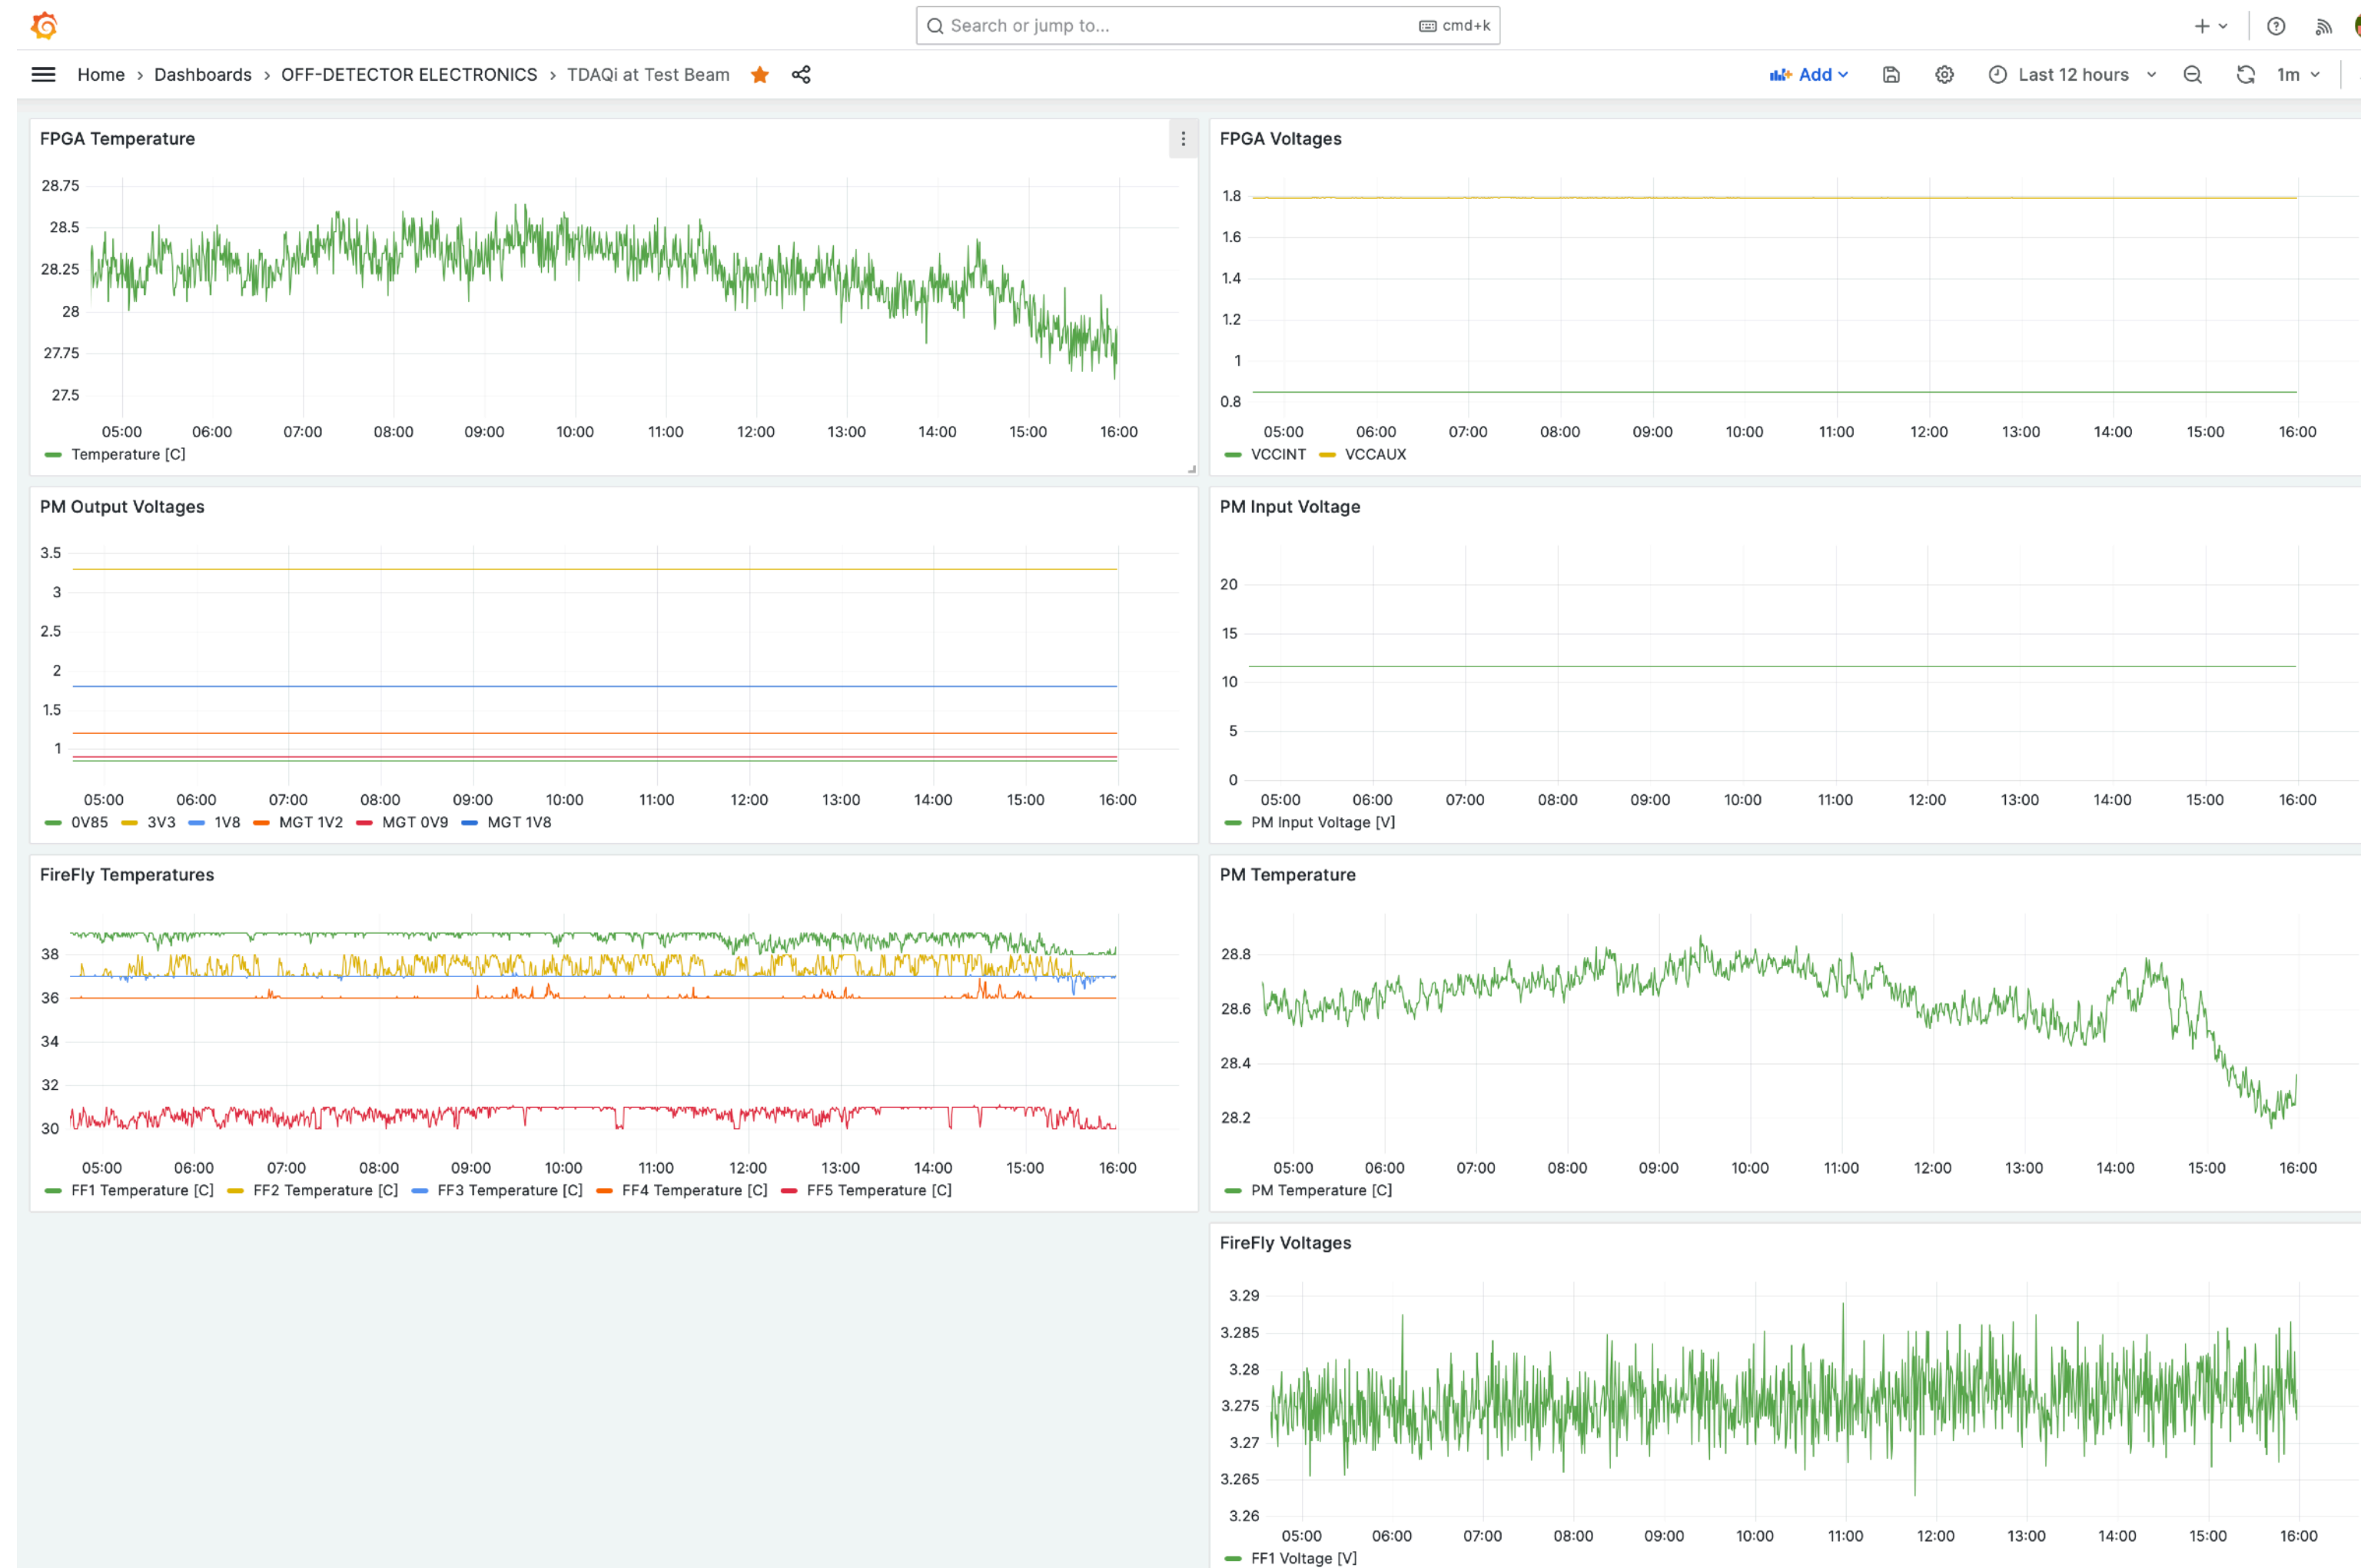 Search or jump to... cmd+k
Home › Dashboards › OFF-DETECTOR ELECTRONICS › TDAQi at Test Beam
Add Last 12 hours 1m
FPGA Temperature
28.75
28.5
28.25
28
27.75
27.5
05:00 06:00 07:00 08:00 09:00 10:00 11:00 12:00 13:00 14:00 15:00 16:00
Temperature [C]
FPGA Voltages
1.8
1.6
1.4
1.2
1
0.8
05:00 06:00 07:00 08:00 09:00 10:00 11:00 12:00 13:00 14:00 15:00 16:00
VCCINT VCCAUX
PM Output Voltages
3.5
3
2.5
2
1.5
1
05:00 06:00 07:00 08:00 09:00 10:00 11:00 12:00 13:00 14:00 15:00 16:00
0V85 3V3 1V8 MGT 1V2 MGT 0V9 MGT 1V8
PM Input Voltage
20
15
10
5
0
05:00 06:00 07:00 08:00 09:00 10:00 11:00 12:00 13:00 14:00 15:00 16:00
PM Input Voltage [V]
FireFly Temperatures
38
36
34
32
30
05:00 06:00 07:00 08:00 09:00 10:00 11:00 12:00 13:00 14:00 15:00 16:00
FF1 Temperature [C] FF2 Temperature [C] FF3 Temperature [C] FF4 Temperature [C] FF5 Temperature [C]
PM Temperature
28.8
28.6
28.4
28.2
05:00 06:00 07:00 08:00 09:00 10:00 11:00 12:00 13:00 14:00 15:00 16:00
PM Temperature [C]
FireFly Voltages
3.29
3.285
3.28
3.275
3.27
3.265
3.26
05:00 06:00 07:00 08:00 09:00 10:00 11:00 12:00 13:00 14:00 15:00 16:00
FF1 Voltage [V]